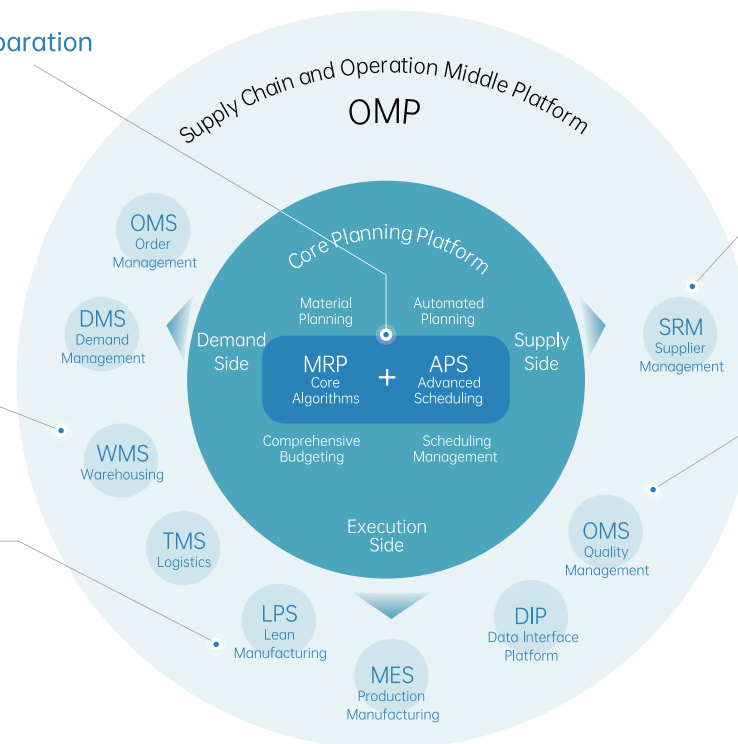 Supply Chain and Operation Middle Platform
OMP
Core Planning Platform
Material
Planning
Automated
Planning
Demand
Side
MRP
Core
Algorithms
+
APS
Advanced
Scheduling
Supply
Side
Comprehensive
Budgeting
Scheduling
Management
Execution
Side
OMS
Order
Management
DMS
Demand
Management
WMS
Warehousing
TMS
Logistics
LPS
Lean
Manufacturing
MES
Production
Manufacturing
DIP
Data Interface
Platform
OMS
Quality
Management
SRM
Supplier
Management